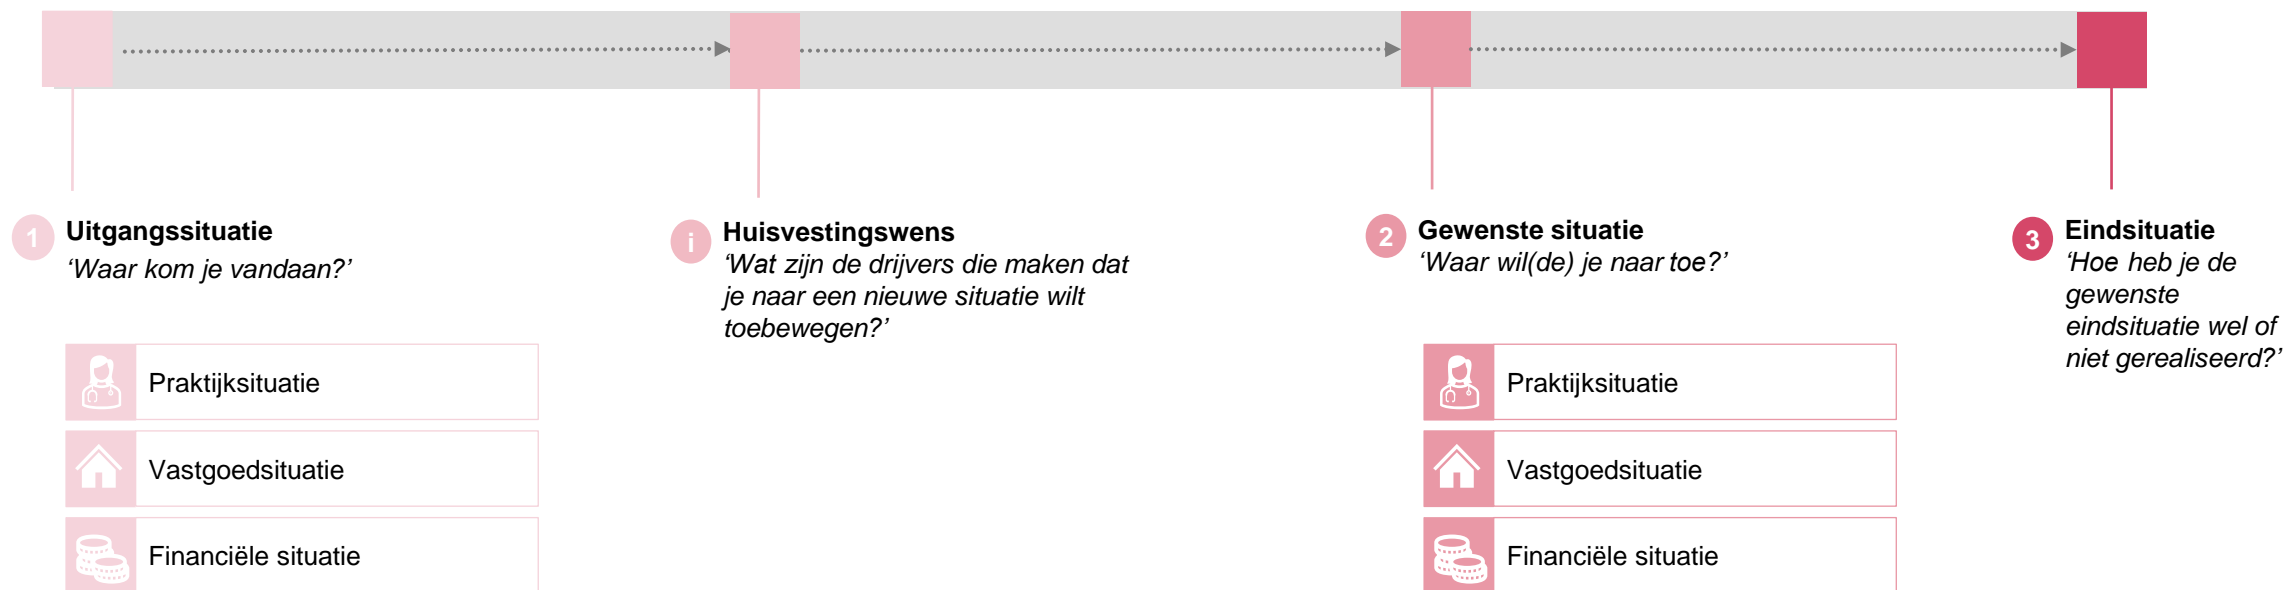 1
Uitgangssituatie
‘Waar kom je vandaan?’
Praktijksituatie
Vastgoedsituatie
Financiële situatie
i
Huisvestingswens
‘Wat zijn de drijvers die maken dat
je naar een nieuwe situatie wilt
toebewegen?’
2
Gewenste situatie
‘Waar wil(de) je naar toe?’
Praktijksituatie
Vastgoedsituatie
Financiële situatie
3
Eindsituatie
‘Hoe heb je de
gewenste
eindsituatie wel of
niet gerealiseerd?’